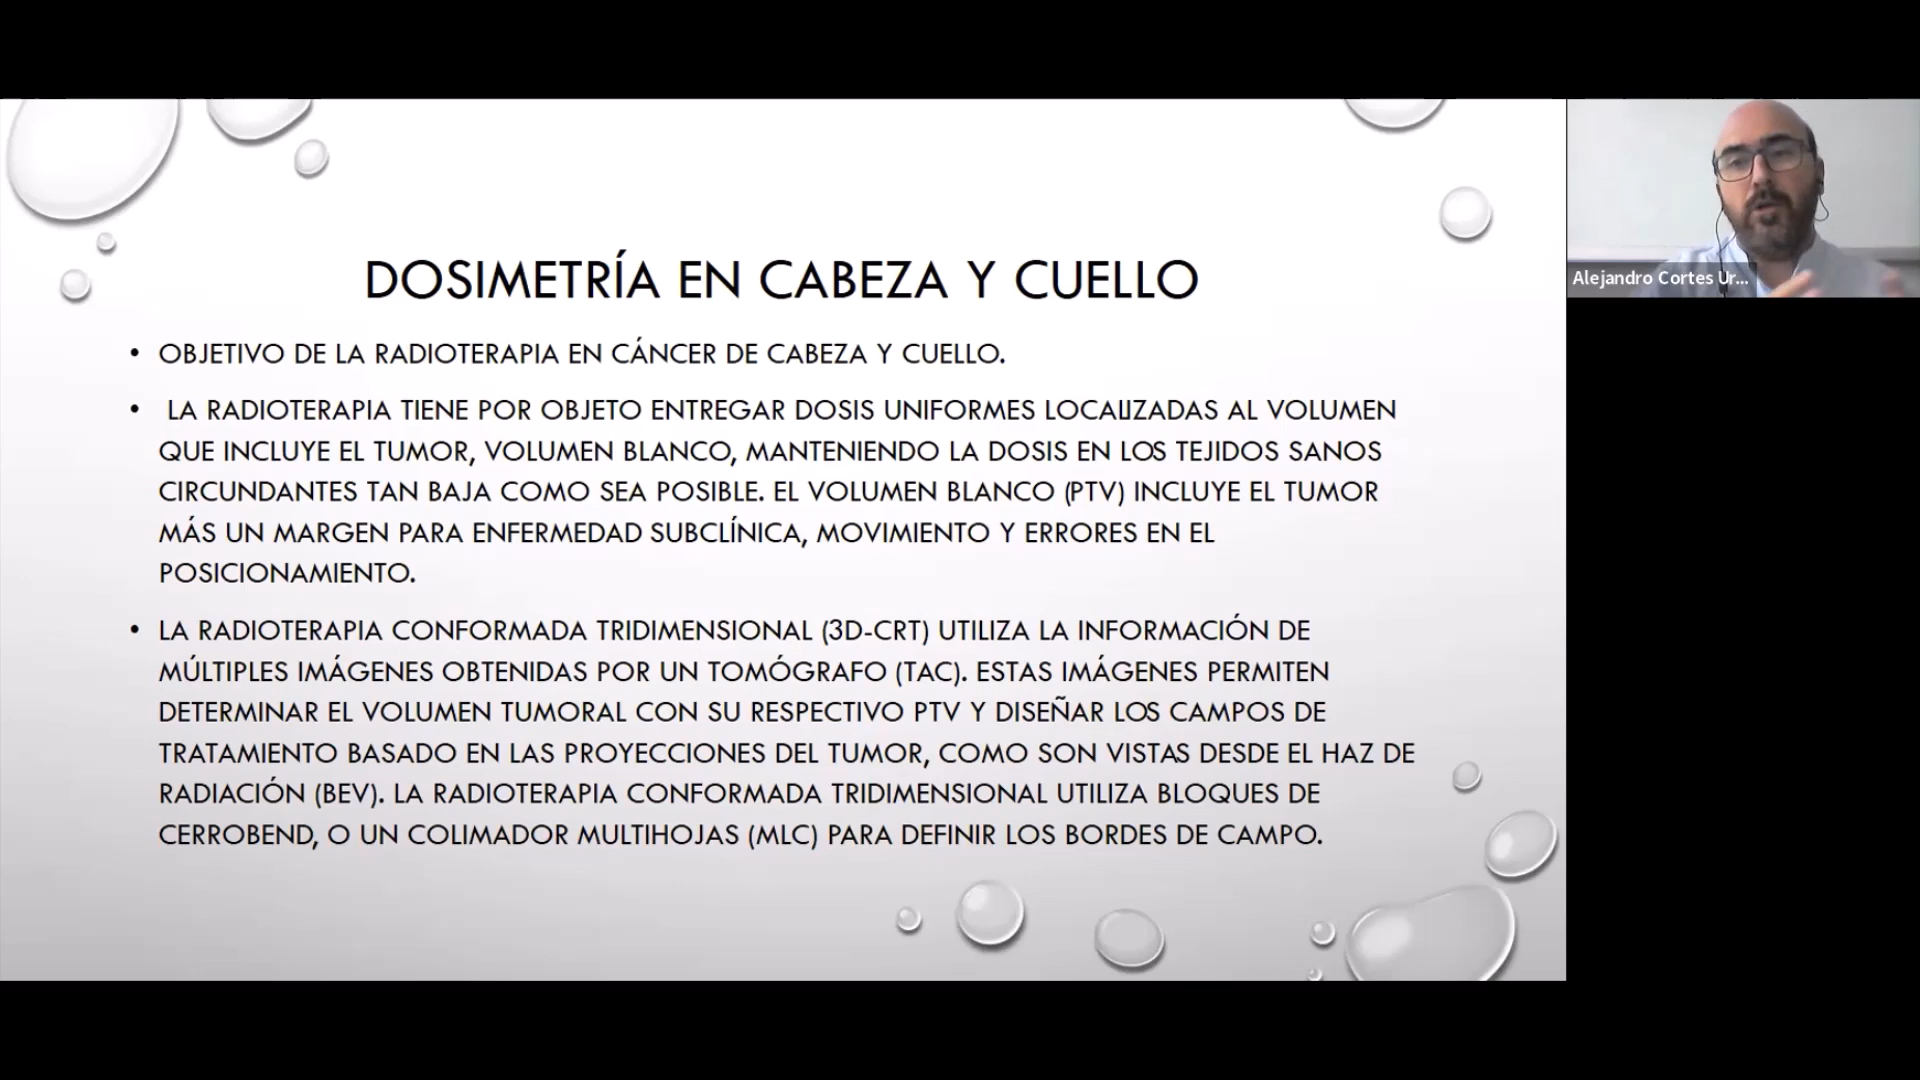 DOSIMETRÍA EN CABEZA Y CUELLO
• OBJETIVO DE LA RADIOTERAPIA EN CÁNCER DE CABEZA Y CUELLO.
• LA RADIOTERAPIA TIENE POR OBJETO ENTREGAR DOSIS UNIFORMES LOCALIZADAS AL VOLUMEN
QUE INCLUYE EL TUMOR, VOLUMEN BLANCO, MANTENIENDO LA DOSIS EN LOS TEJIDOS SANOS
CIRCUNDANTES TAN BAJA COMO SEA POSIBLE. EL VOLUMEN BLANCO (PTV) INCLUYE EL TUMOR
MÁS UN MARGEN PARA ENFERMEDAD SUBCLÍNICA, MOVIMIENTO Y ERRORES EN EL
POSICIONAMIENTO.
• LA RADIOTERAPIA CONFORMADA TRIDIMENSIONAL (3D-CRT) UTILIZA LA INFORMACIÓN DE
MÚLTIPLES IMÁGENES OBTENIDAS POR UN TOMÓGRAFO (TAC). ESTAS IMÁGENES PERMITEN
DETERMINAR EL VOLUMEN TUMORAL CON SU RESPECTIVO PTV Y DISEÑAR LOS CAMPOS DE
TRATAMIENTO BASADO EN LAS PROYECCIONES DEL TUMOR, COMO SON VISTAS DESDE EL HAZ DE
RADIACIÓN (BEV). LA RADIOTERAPIA CONFORMADA TRIDIMENSIONAL UTILIZA BLOQUES DE
CERROBEND, O UN COLIMADOR MULTIHOJAS (MLC) PARA DEFINIR LOS BORDES DE CAMPO.
Alejandro Cortes Ur...